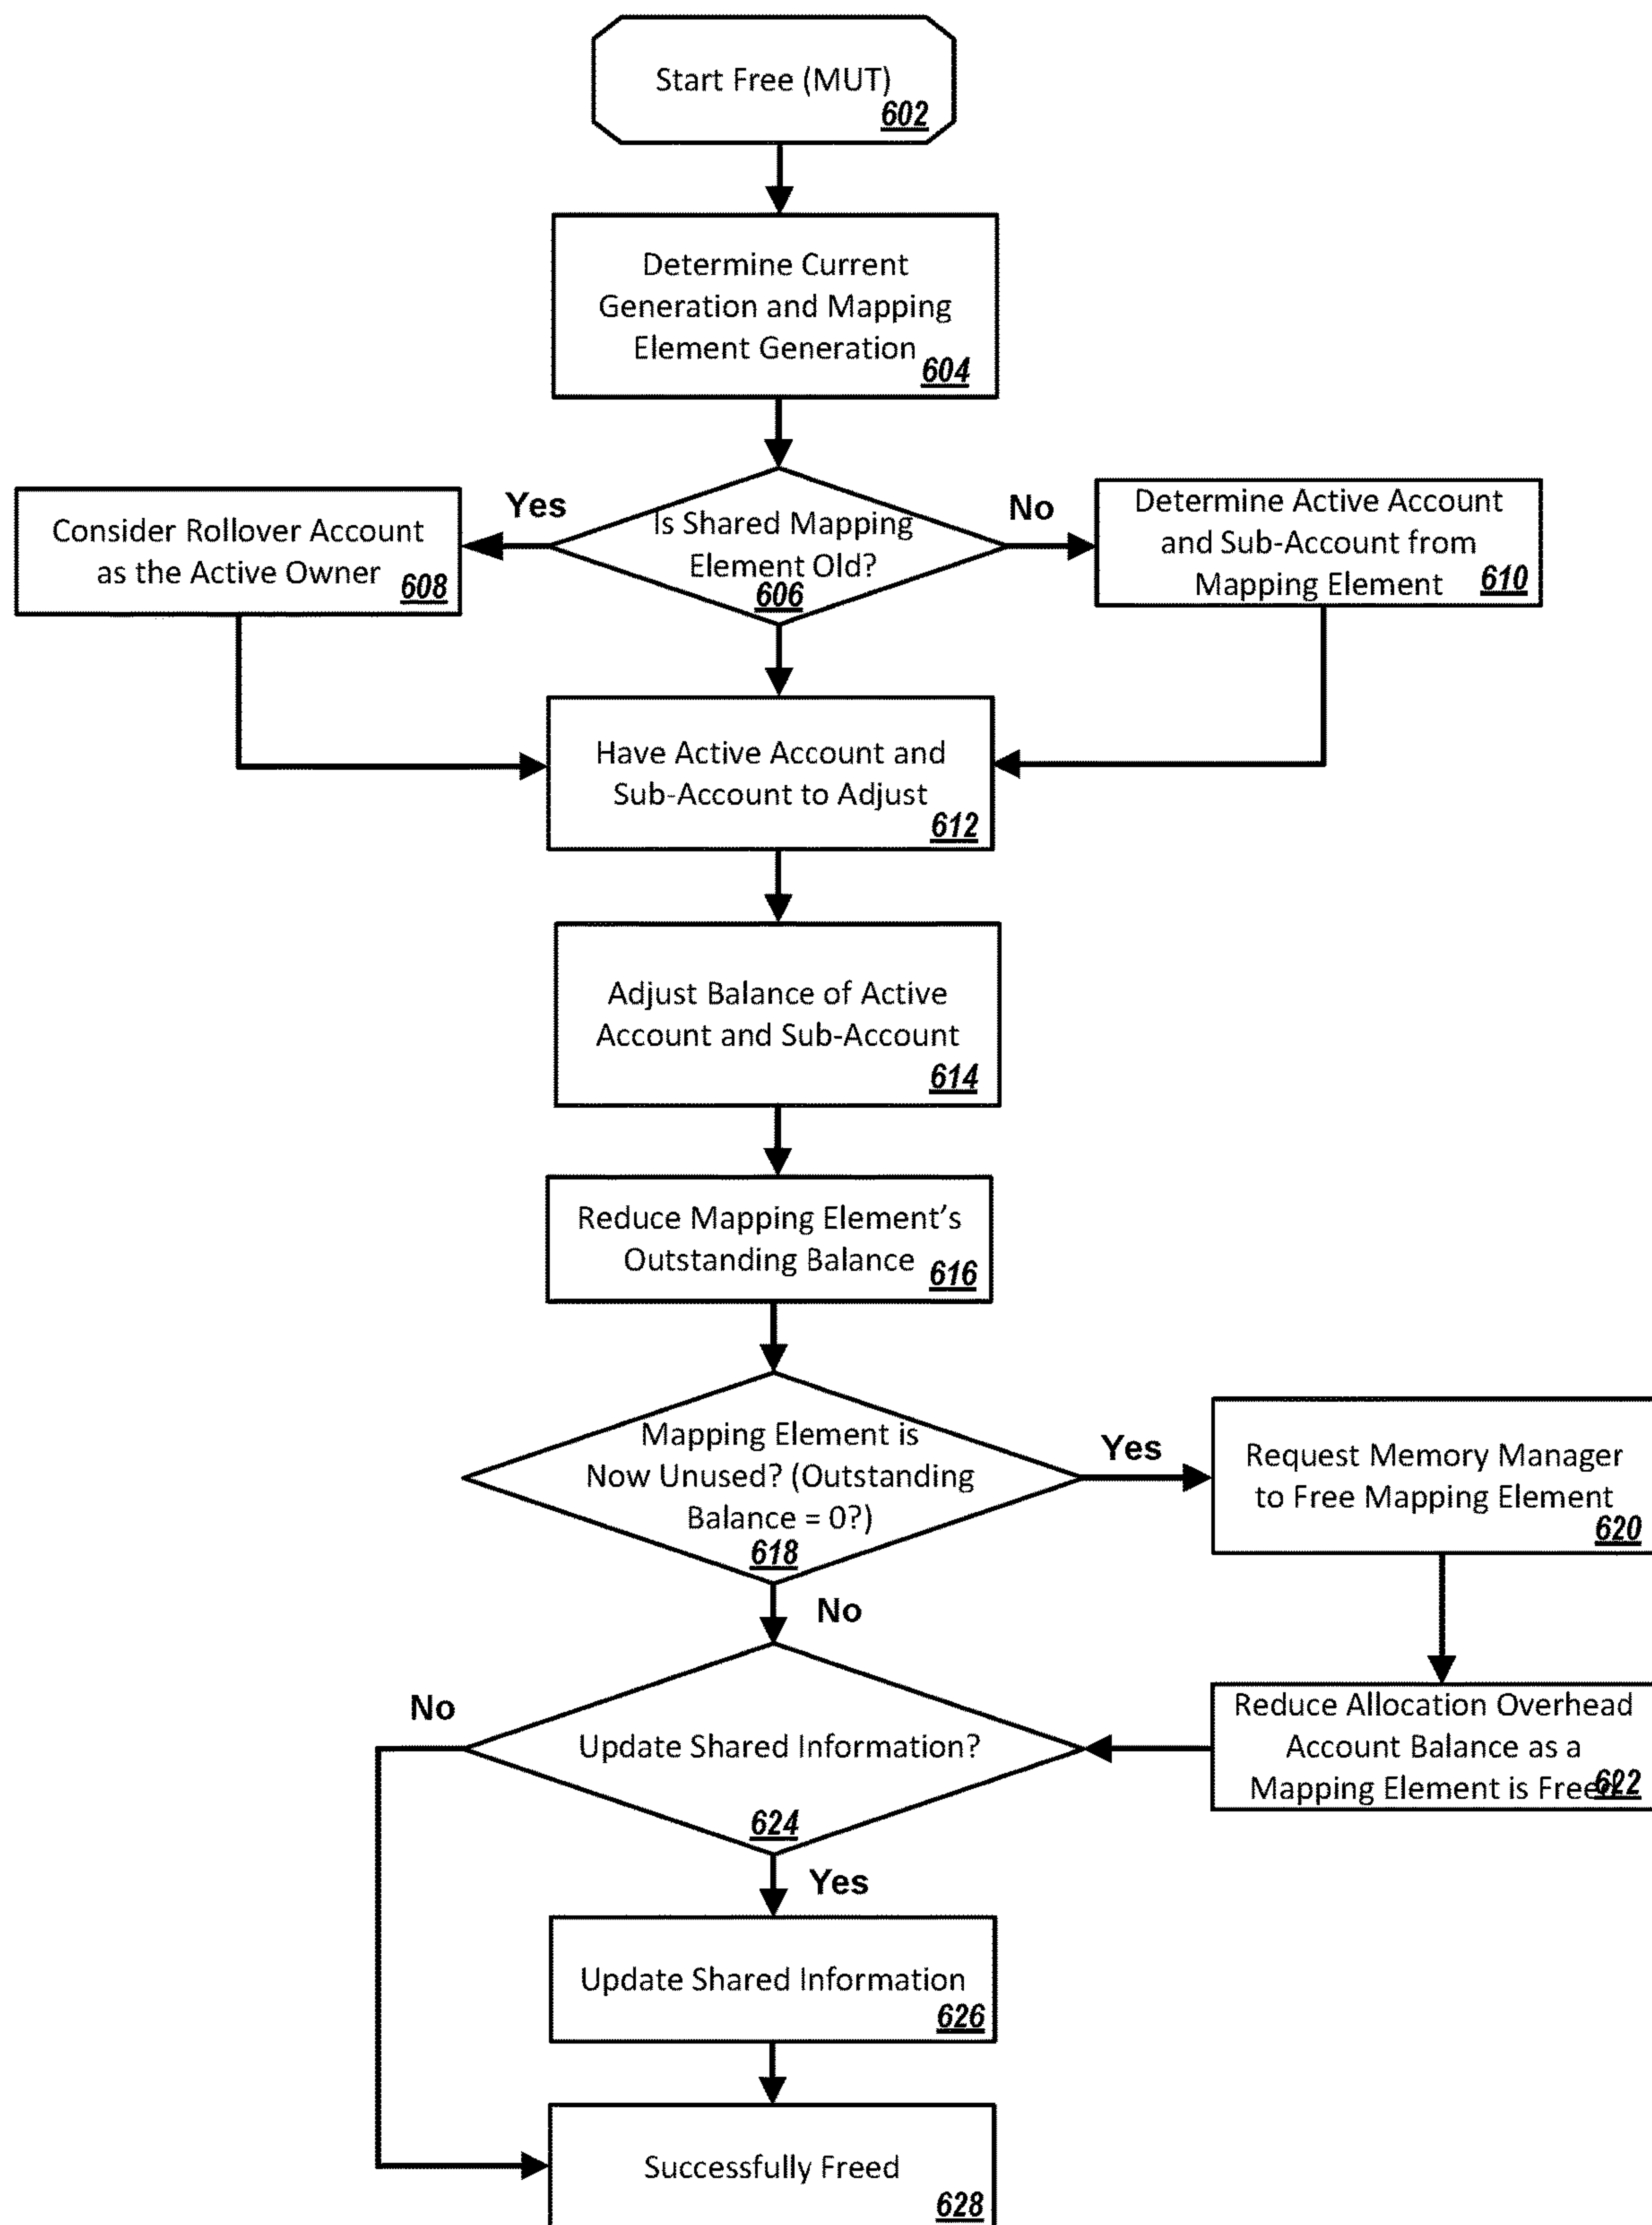 Start Free (MUT)
602
Determine Current
Generation and Mapping
Element Generation
604
Yes
Is Shared Mapping
Element Old?
606
No
Consider Rollover Account
as the Active Owner
608
Determine Active Account
and Sub-Account from
Mapping Element
610
Have Active Account and
Sub-Account to Adjust
612
Adjust Balance of Active
Account and Sub-Account
614
Reduce Mapping Element’s
Outstanding Balance
616
Mapping Element is
Now Unused? (Outstanding
Balance = 0?)
618
Yes
Request Memory Manager
to Free Mapping Element
620
No
Reduce Allocation Overhead
Account Balance as a
Mapping Element is Freed
622
No
Update Shared Information?
624
Yes
Update Shared Information
626
Successfully Freed
628